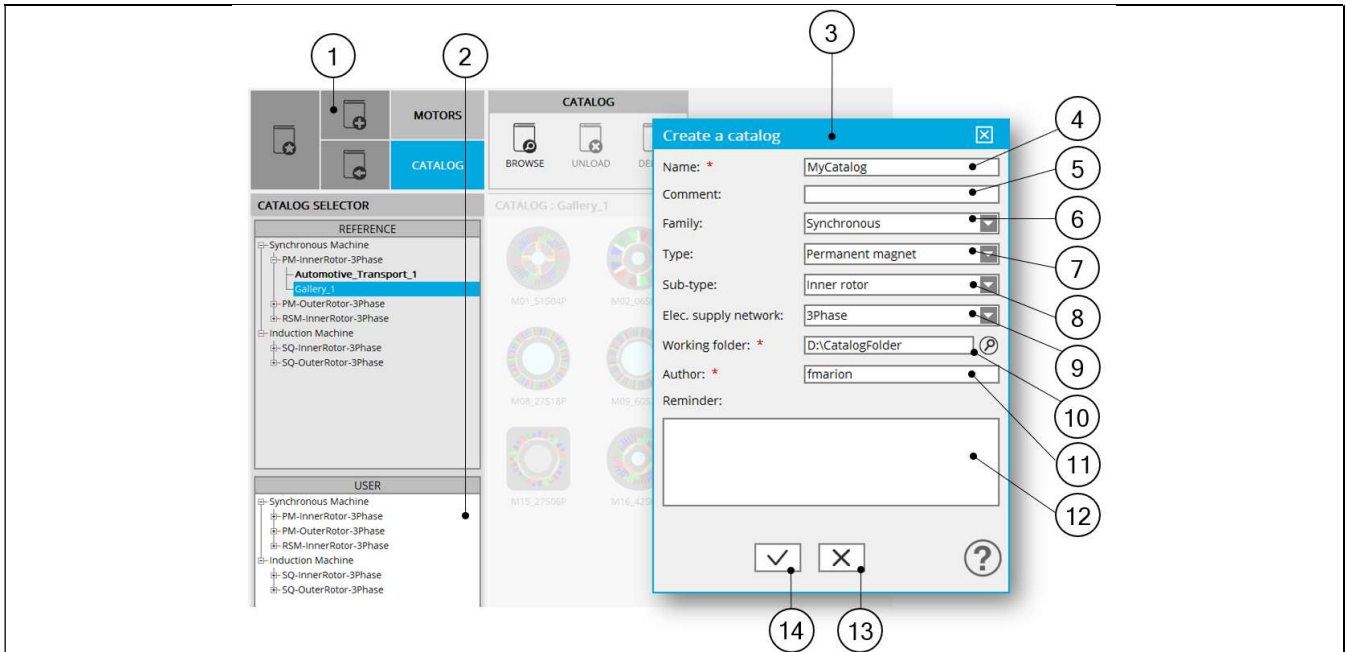 1
2
3
MOTORS
CATALOG
CATALOG
BROWSE
UNLOAD
CATALOG SELECTOR
CATALOG : Gallery_1
REFERENCE
Synchronous Machine
PM-InnerRotor-3Phase
Automotive_Transport_1
Gallery_1
PM-OuterRotor-3Phase
RSM-InnerRotor-3Phase
Induction Machine
SQ-InnerRotor-3Phase
SQ-OuterRotor-3Phase
USER
Synchronous Machine
PM-InnerRotor-3Phase
PM-OuterRotor-3Phase
RSM-InnerRotor-3Phase
Induction Machine
SQ-InnerRotor-3Phase
SQ-OuterRotor-3Phase
M01_51S04P
M08_27S18P
M15_27S06P
Create a catalog
Name: * MyCatalog
Comment:
Family: Synchronous
Type: Permanent magnet
Sub-type: Inner rotor
Elec. supply network: 3Phase
Working folder: * D:\CatalogFolder
Author: * fmarion
Reminder:
?
4
5
6
7
8
9
10
11
12
14
13